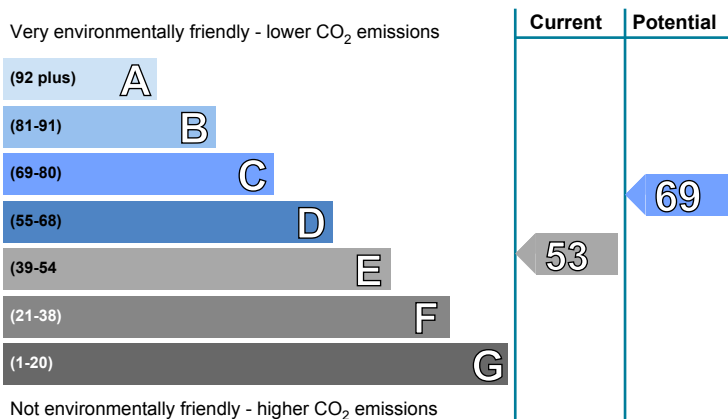 Very environmentally friendly - lower CO2 emissions
Current
Potential
(92 plus) A
(81-91) B
(69-80) C
(55-68) D
(39-54 E
(21-38) F
(1-20) G
53
69
Not environmentally friendly - higher CO2 emissions